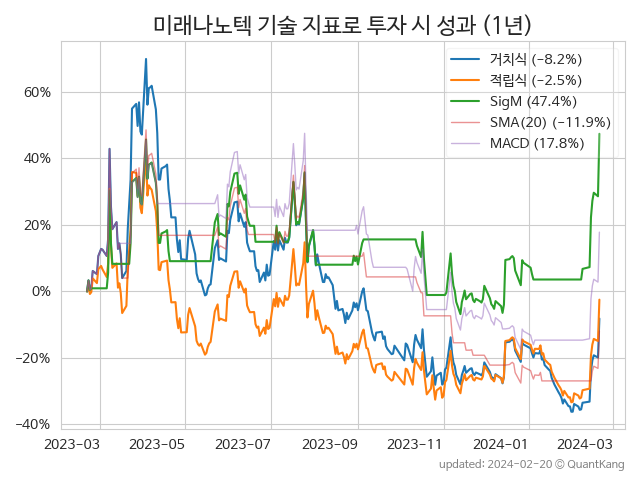 미래나노텍 기술 지표로 투자 시 성과 (1년)
거치식 (−8.2%)
적립식 (−2.5%)
SigM (47.4%)
SMA(20) (−11.9%)
MACD (17.8%)
60%
40%
20%
0%
−20%
−40%
2023-03 2023-05 2023-07 2023-09 2023-11 2024-01 2024-03
updated: 2024-02-20 © QuantKang